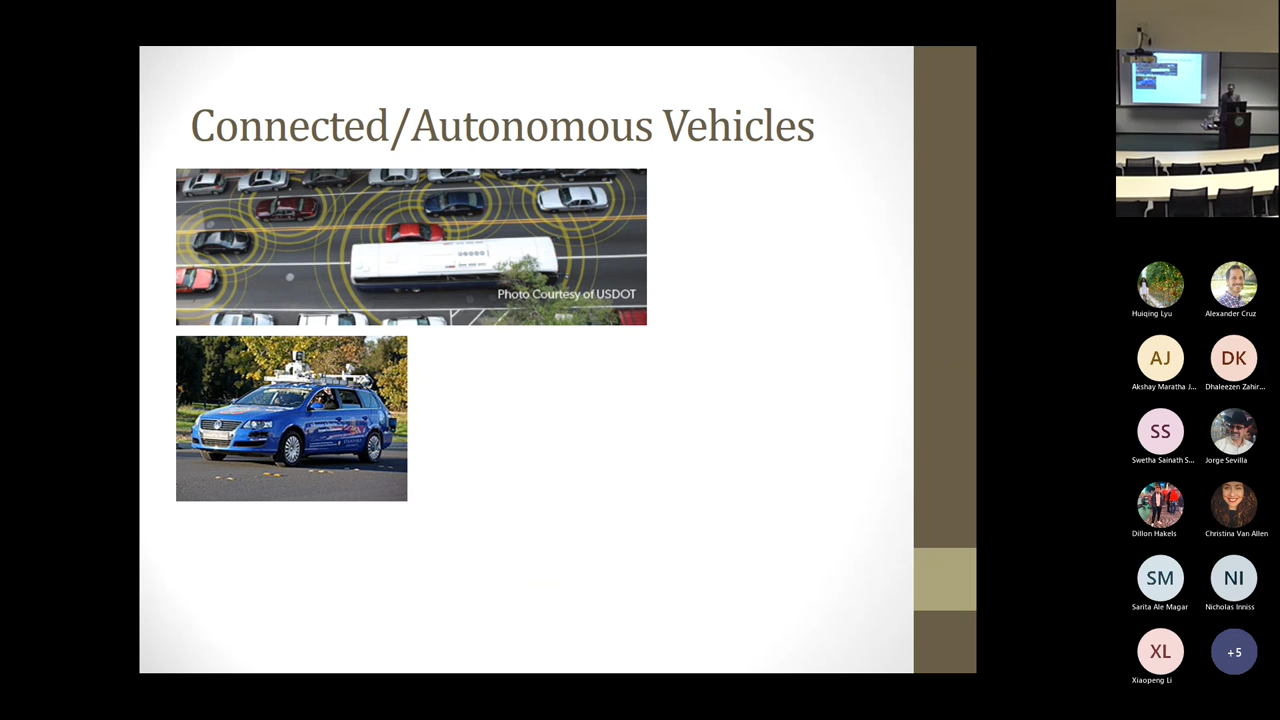 Connected/Autonomous Vehicles
Photo Courtesy of USDOT
Huiqing Lyu
Alexander Cruz
AJ
DK
Akshay Maratha J...
Dhaleezen Zahir...
SS
Swetha Sainath S...
Jorge Sevilla
Dillon Hakels
Christina Van Allen
SM
NI
Sarita Ale Magar
Nicholas Inniss
XL
+5
Xiaopeng Li